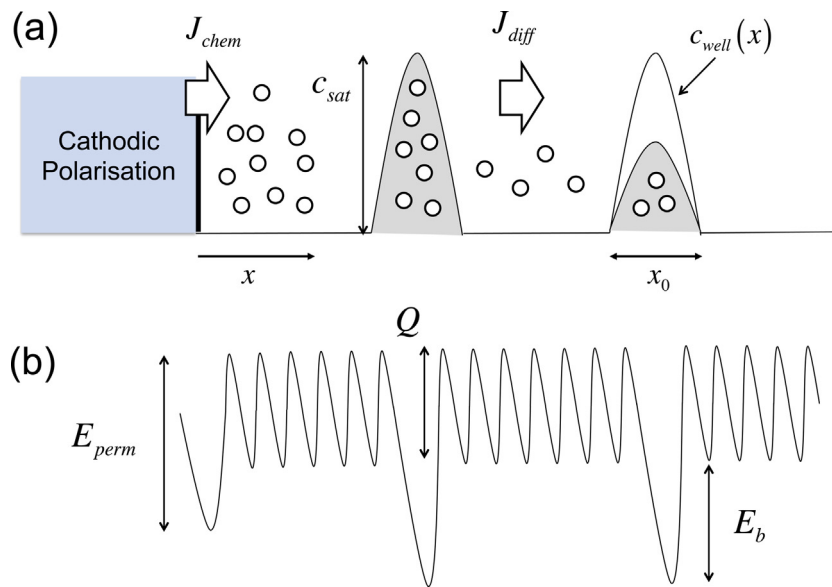 (a)
J_chem
J_diff
c_well(x)
c_sat
Cathodic
Polarisation
x
x_0
Q
(b)
E_perm
E_b